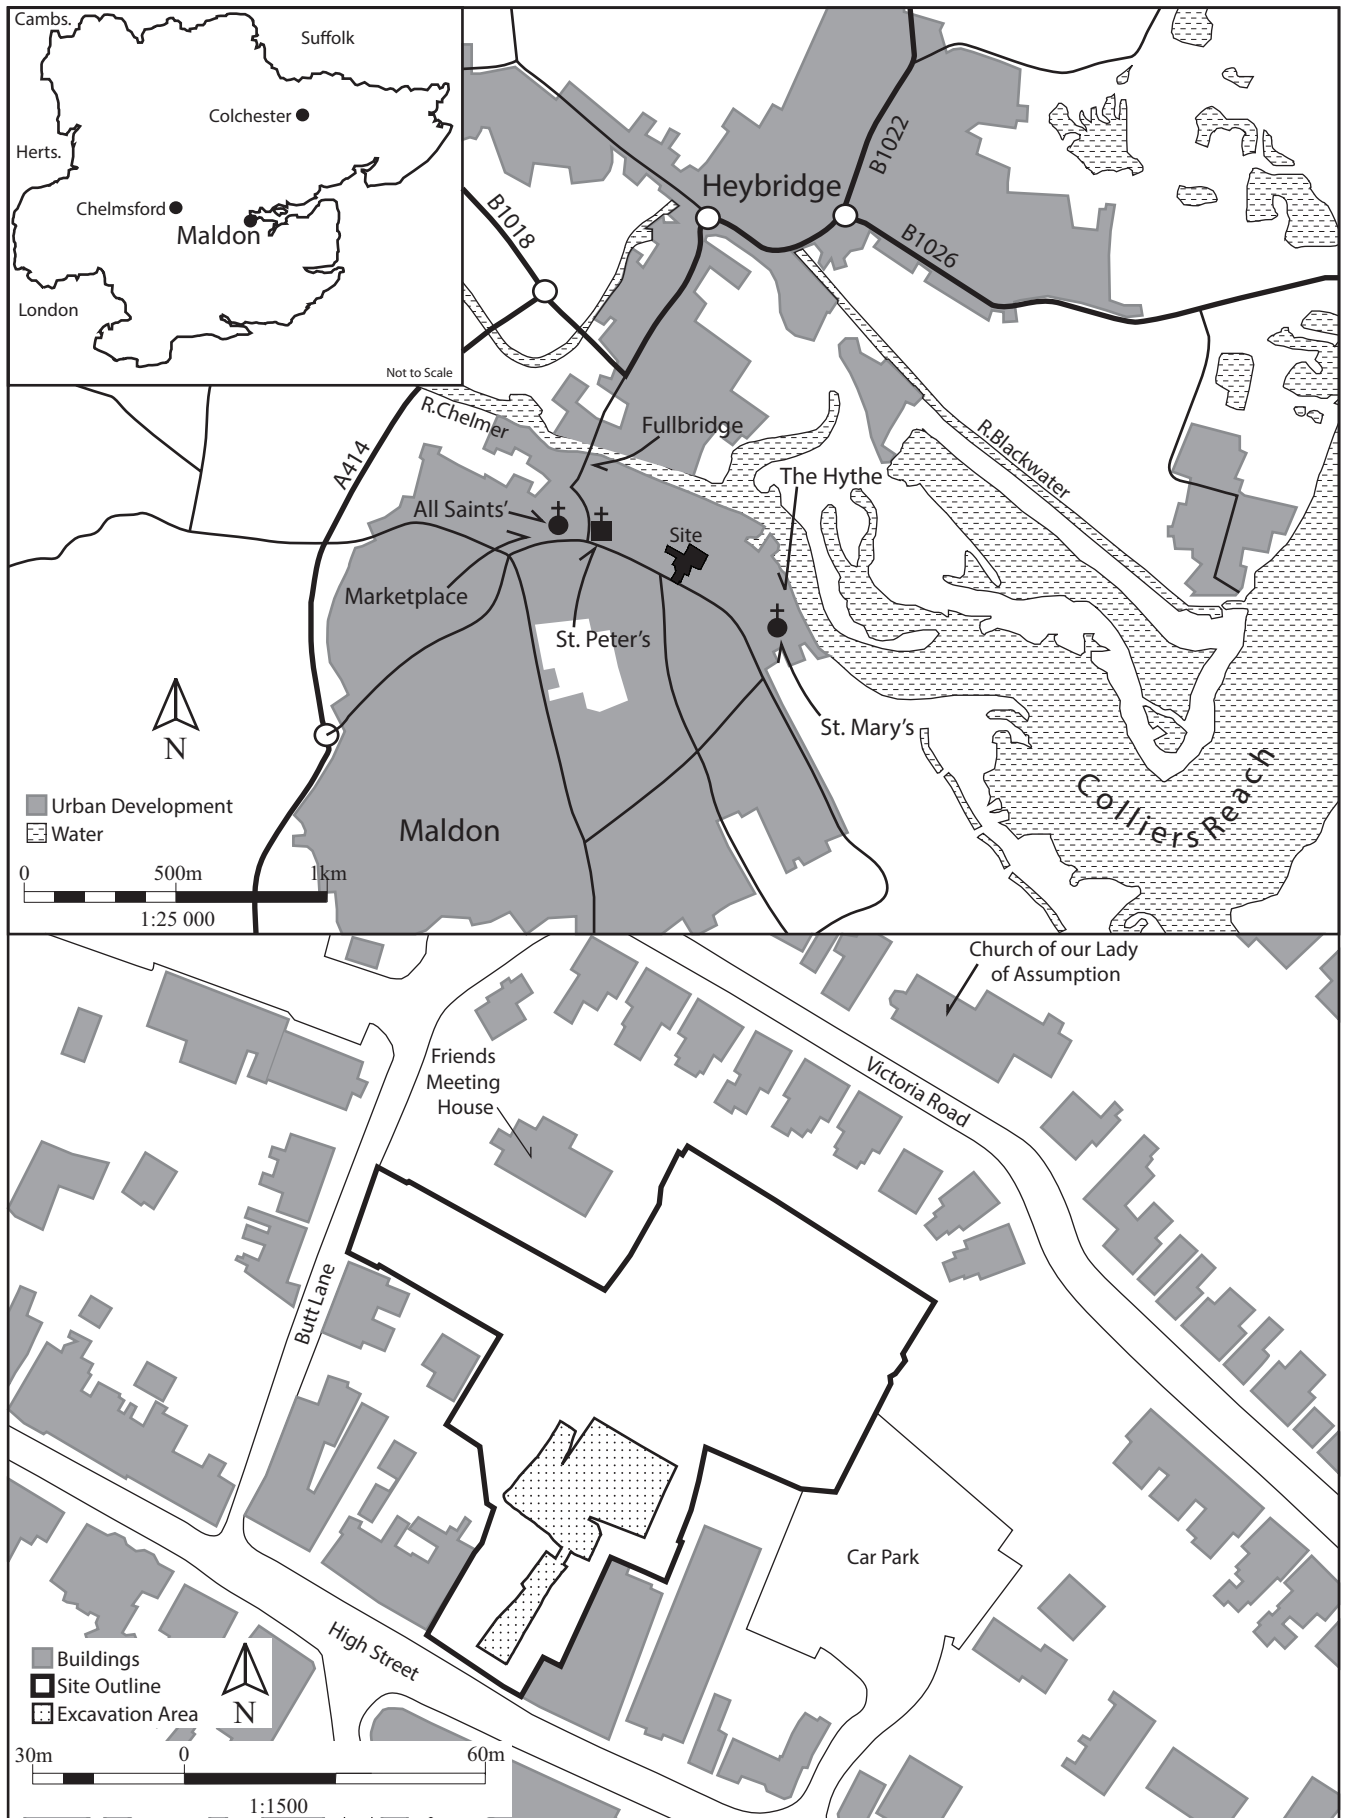 Cambs.
Suffolk
Colchester
Herts.
Chelmsford
Maldon
London
Not to Scale
B1022
Heybridge
B1018
B1026
R.Chelmer
Fullbridge
R.Blackwater
A414
The Hythe
All Saints'
Site
Marketplace
St. Peter's
St. Mary's
N
Colliers Reach
Urban Development
Water
Maldon
0 500m 1km
1:25 000
Church of our Lady
of Assumption
Friends
Meeting
House
Victoria Road
Butt Lane
Car Park
High Street
Buildings
Site Outline
Excavation Area
N
30m 0 60m
1:1500